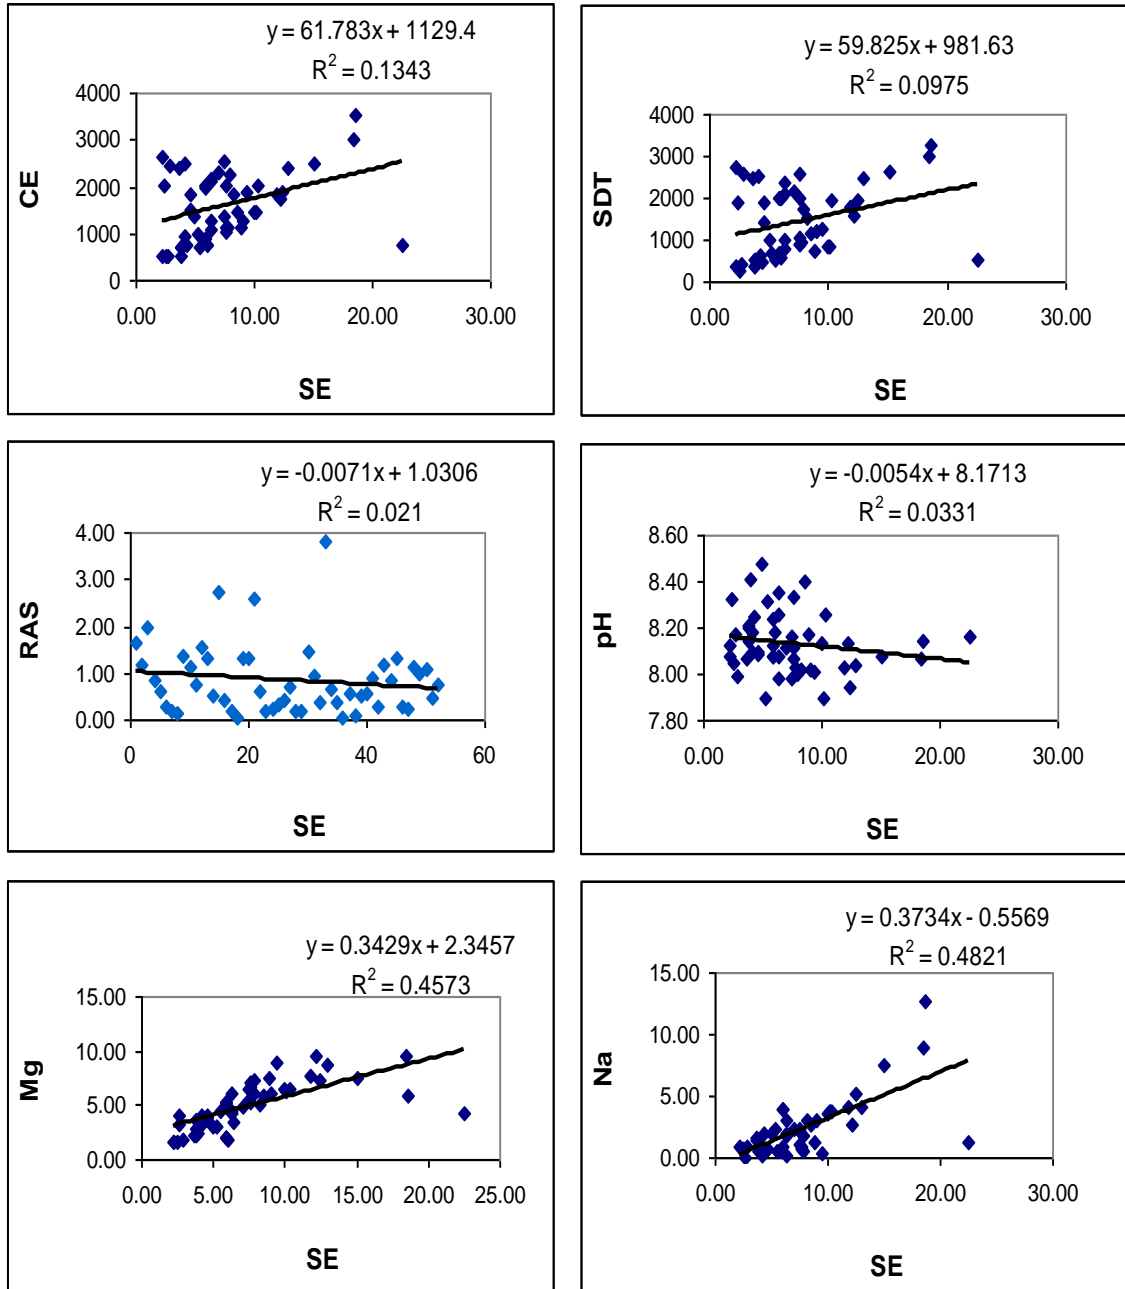 y = 61.783x + 1129.4
R² = 0.1343
CE
4000
3000
2000
1000
0
0.00 10.00 20.00 30.00
SE
y = 59.825x + 981.63
R² = 0.0975
SDT
4000
3000
2000
1000
0
0.00 10.00 20.00 30.00
SE
y = -0.0071x + 1.0306
R² = 0.021
RAS
4.00
3.00
2.00
1.00
0.00
0 20 40 60
SE
y = -0.0054x + 8.1713
R² = 0.0331
pH
8.60
8.40
8.20
8.00
7.80
0.00 10.00 20.00 30.00
SE
y = 0.3429x + 2.3457
R² = 0.4573
Mg
15.00
10.00
5.00
0.00
0.00 5.00 10.00 15.00 20.00 25.00
SE
y = 0.3734x - 0.5569
R² = 0.4821
Na
15.00
10.00
5.00
0.00
0.00 10.00 20.00 30.00
SE